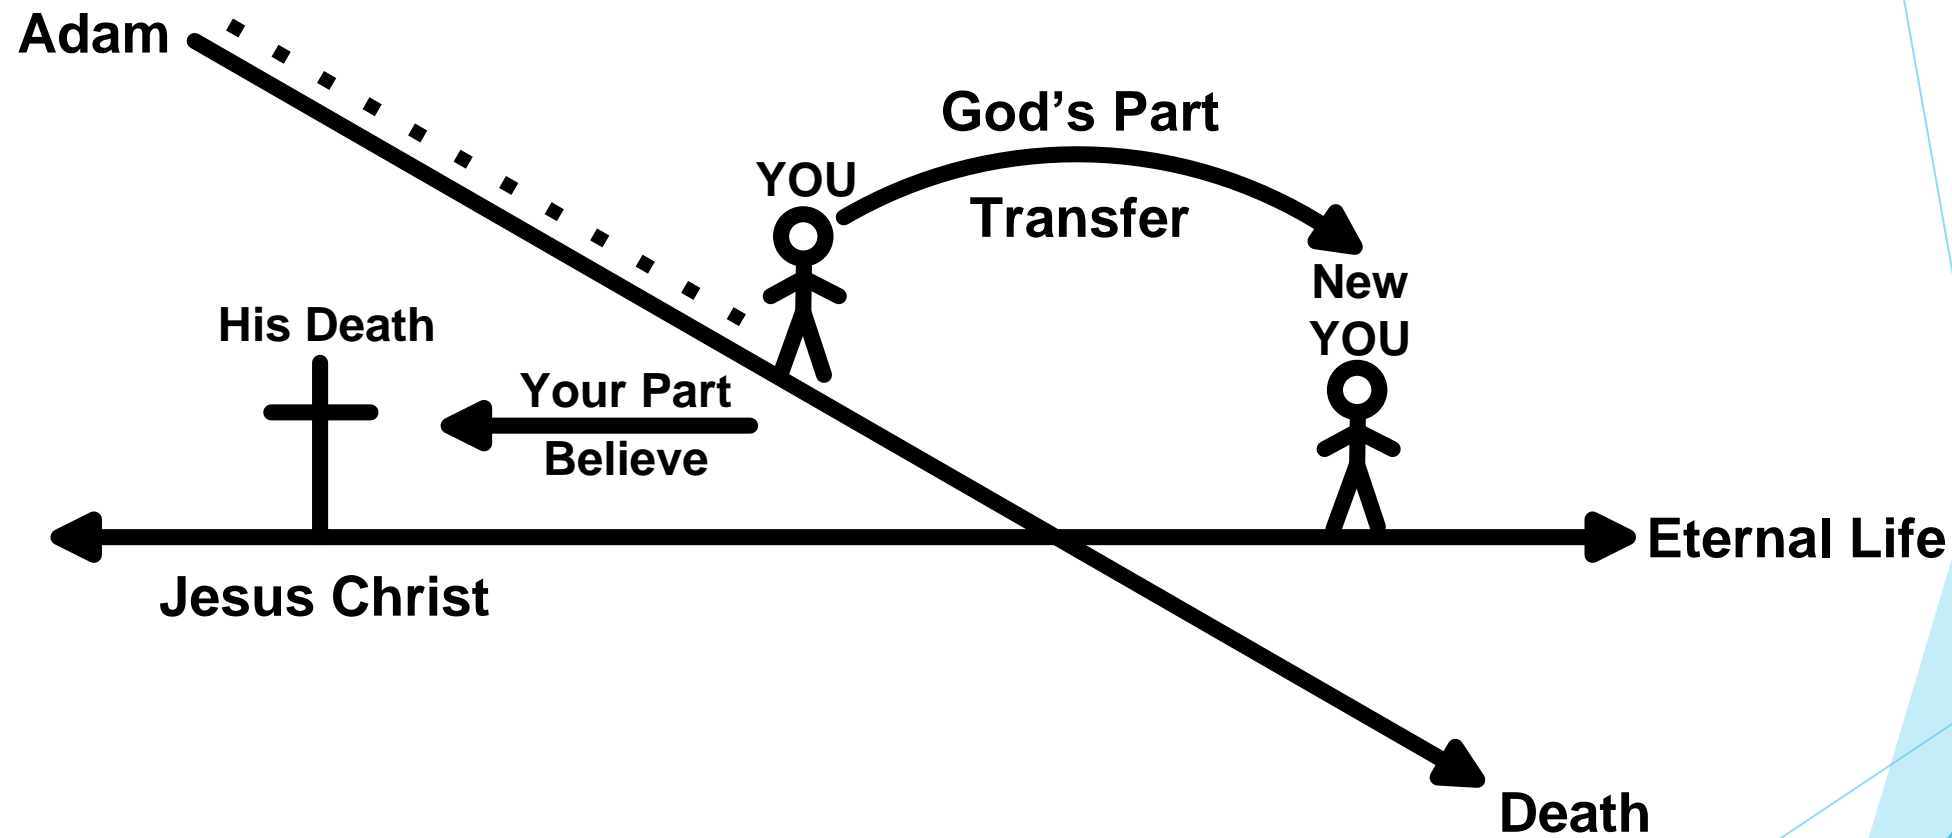 Adam
God’s Part
YOU
Transfer
New
YOU
His Death
Your Part
Believe
Eternal Life
Jesus Christ
Death